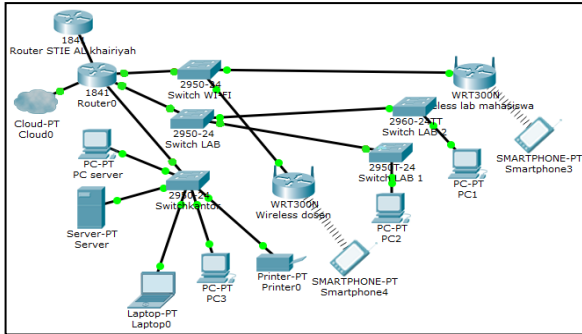 184
Router STIE AL khairiyah
1841
Router0
Cloud-PT
Cloud0
2950-24
Switch WI-FI
WRT300N
eless lab mahasiswa
2950-24
Switch LAB
2960-24TT
Switch LAB 2
SMARTPHONE-PT
Smartphone3
PC-PT
PC server
2950T-24
Switch LAB 1
PC-PT
PC1
2950-24
Switchkantor
WRT300N
Wireless dosen
PC-PT
PC2
Server-PT
Server
Laptop-PT
Laptop0
PC-PT
PC3
Printer-PT
Printer0
SMARTPHONE-PT
Smartphone4